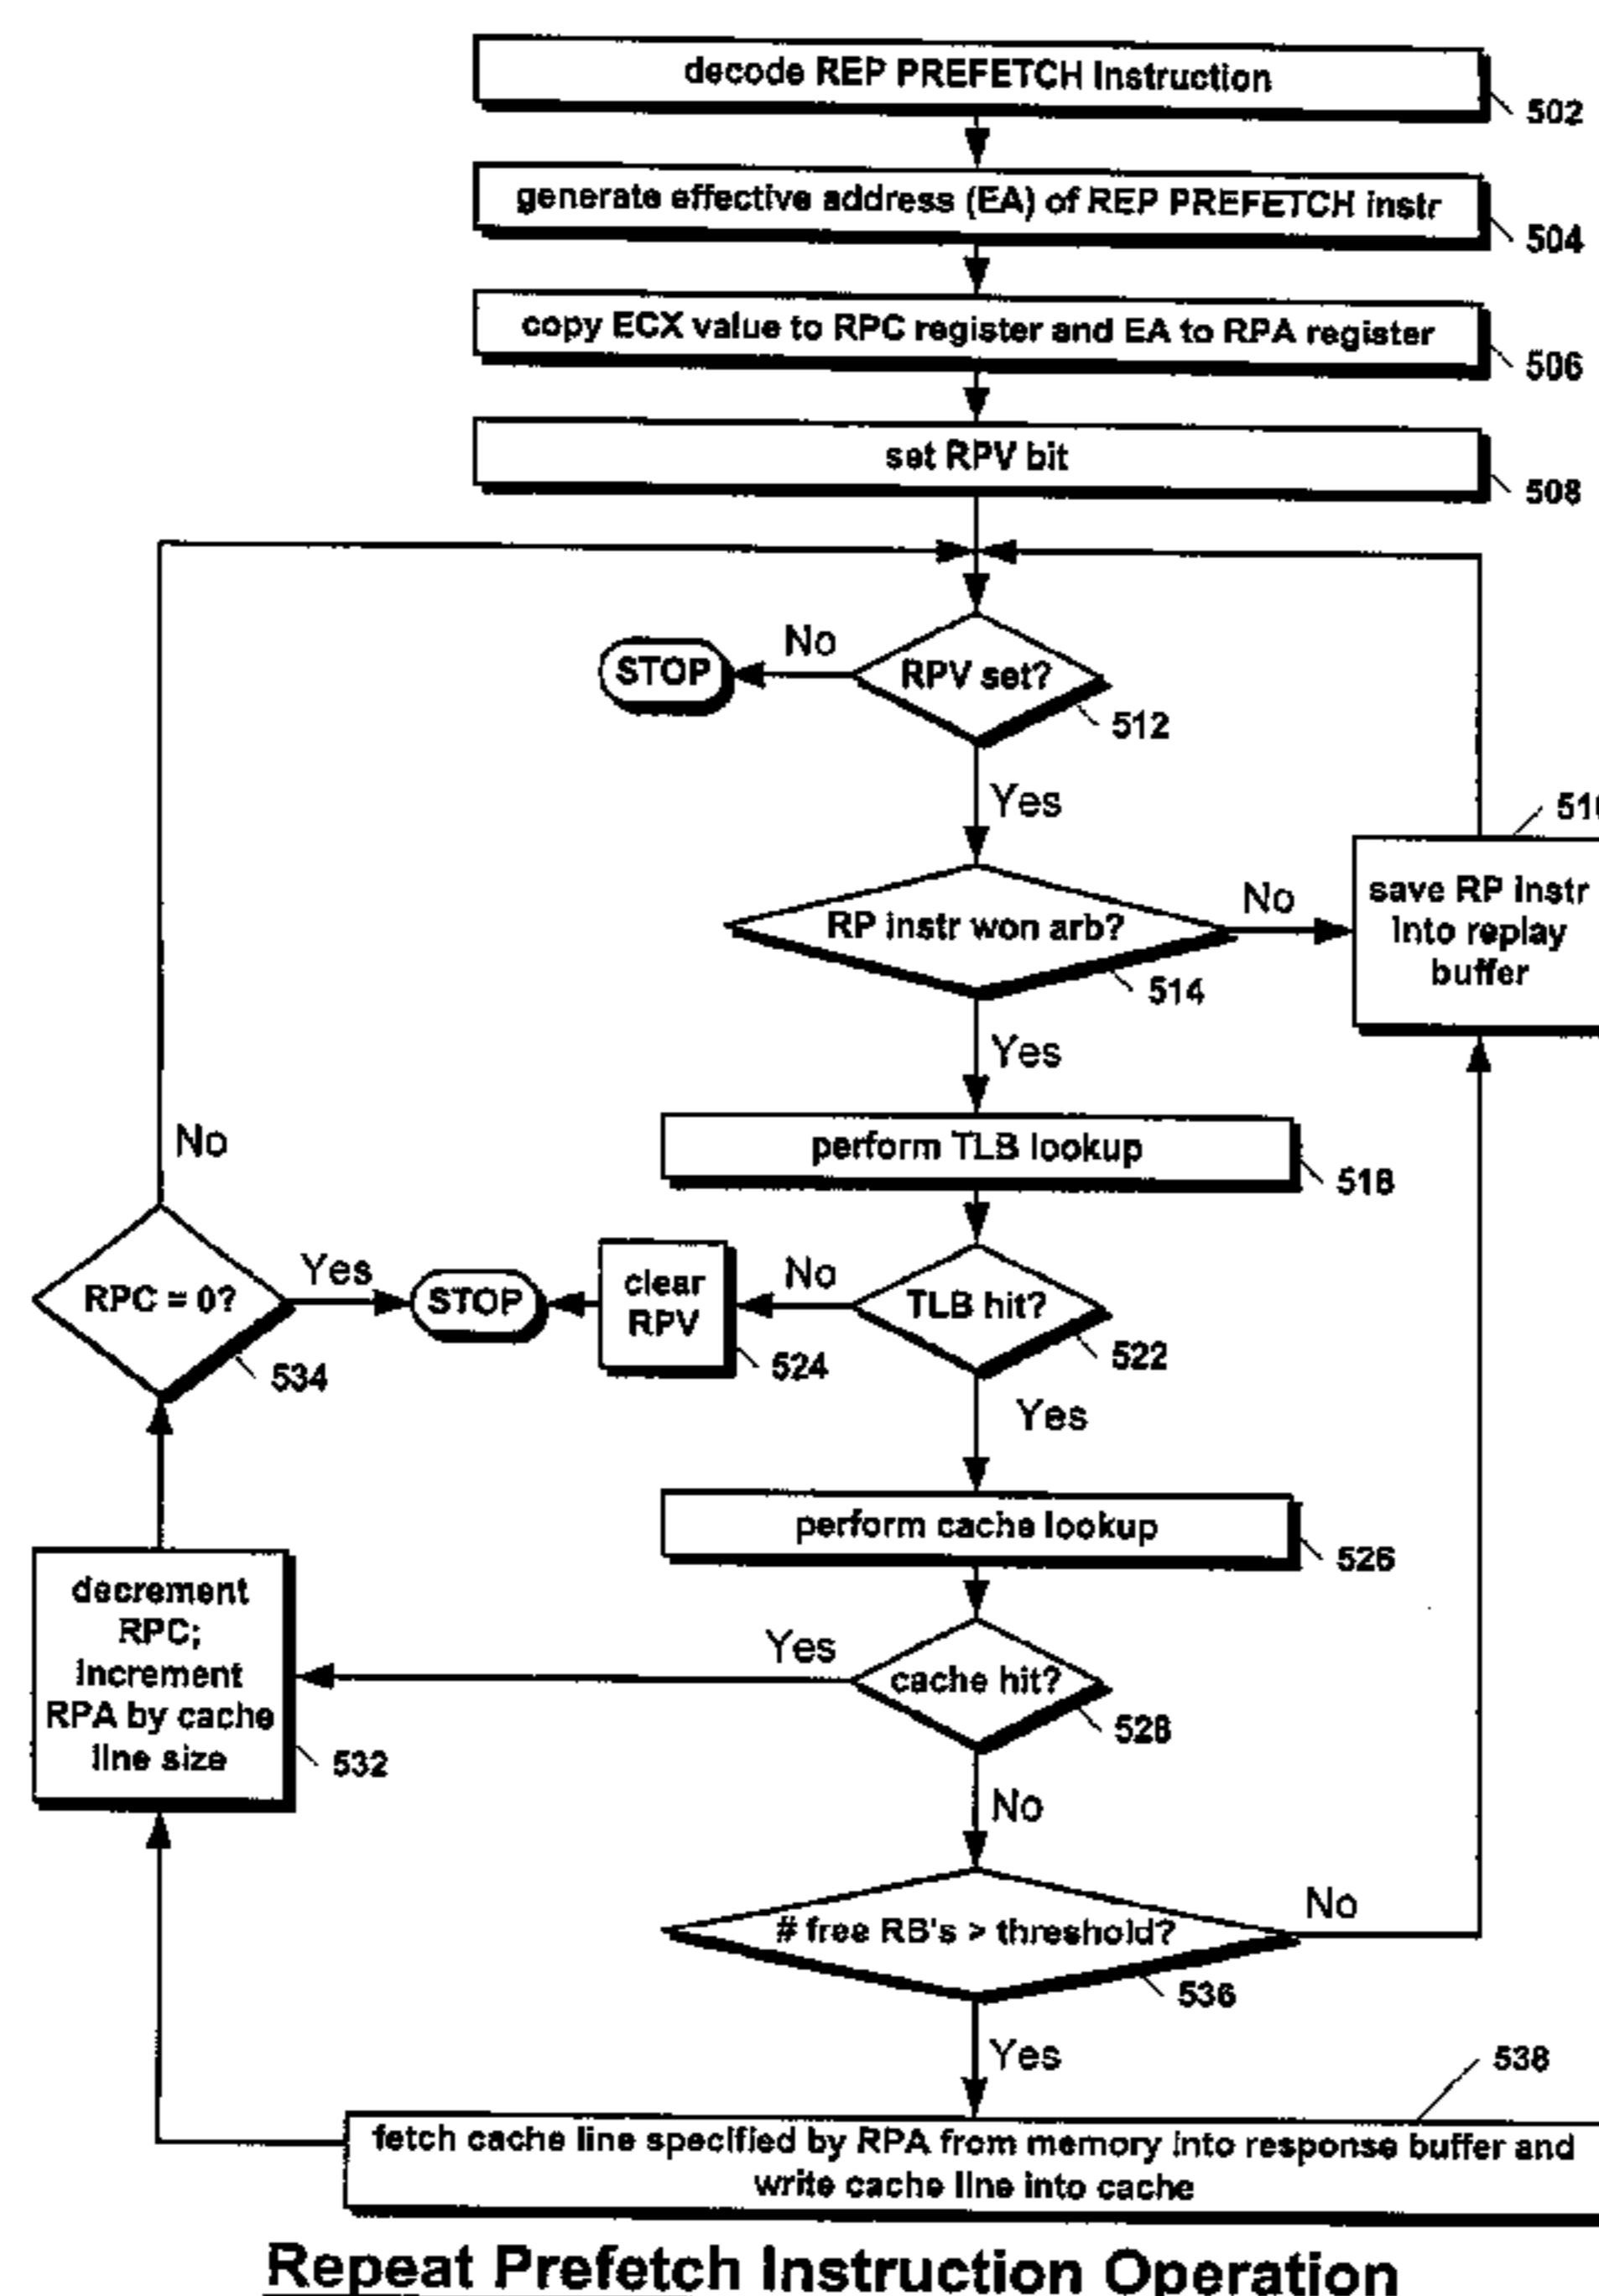 decode REP PREFETCH Instruction
502
generate effective address (EA) of REP PREFETCH instr
504
copy ECX value to RPC register and EA to RPA register
506
set RPV bit
508
RPV set?
No
STOP
512
Yes
RP instr won arb?
No
514
save RP instr
into replay
buffer
Yes
perform TLB lookup
518
TLB hit?
No
clear
RPV
524
STOP
522
Yes
RPC = 0?
Yes
No
534
perform cache lookup
526
cache hit?
Yes
528
decrement
RPC;
increment
RPA by cache
line size
532
No
# free RB's > threshold?
No
536
Yes
538
fetch cache line specified by RPA from memory into response buffer and
write cache line into cache
Repeat Prefetch Instruction Operation